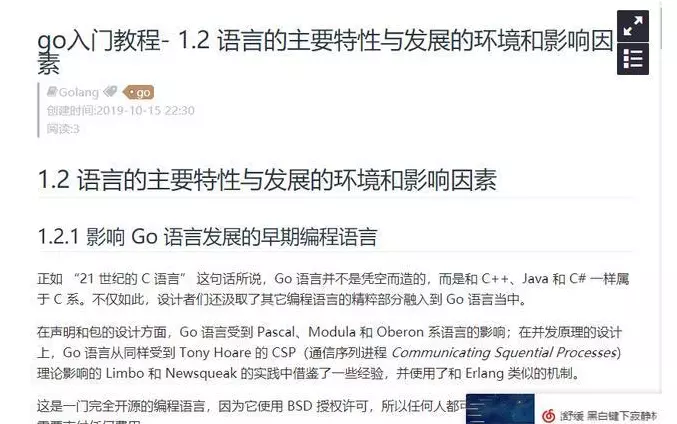 go入门教程- 1.2 语言的主要特性与发展的环境和影响因
素
Golang go
创建时间:2019-10-15 22:30
阅读:3
1.2 语言的主要特性与发展的环境和影响因素
1.2.1 影响 Go 语言发展的早期编程语言
正如 “21 世纪的 C 语言” 这句话所说，Go 语言并不是凭空而造的，而是和 C++、Java 和 C# 一样属
于 C 系。不仅如此，设计者们还汲取了其它编程语言的精粹部分融入到 Go 语言当中。
在声明和包的设计方面，Go 语言受到 Pascal、Modula 和 Oberon 系语言的影响；在并发原理的设计
上，Go 语言从同样受到 Tony Hoare 的 CSP（通信序列进程 Communicating Squential Processes）
理论影响的 Limbo 和 Newsqueak 的实践中借鉴了一些经验，并使用了和 Erlang 类似的机制。
这是一门完全开源的编程语言，因为它使用 BSD 授权许可，所以任何人都可
舒缓 黑白键下寂静